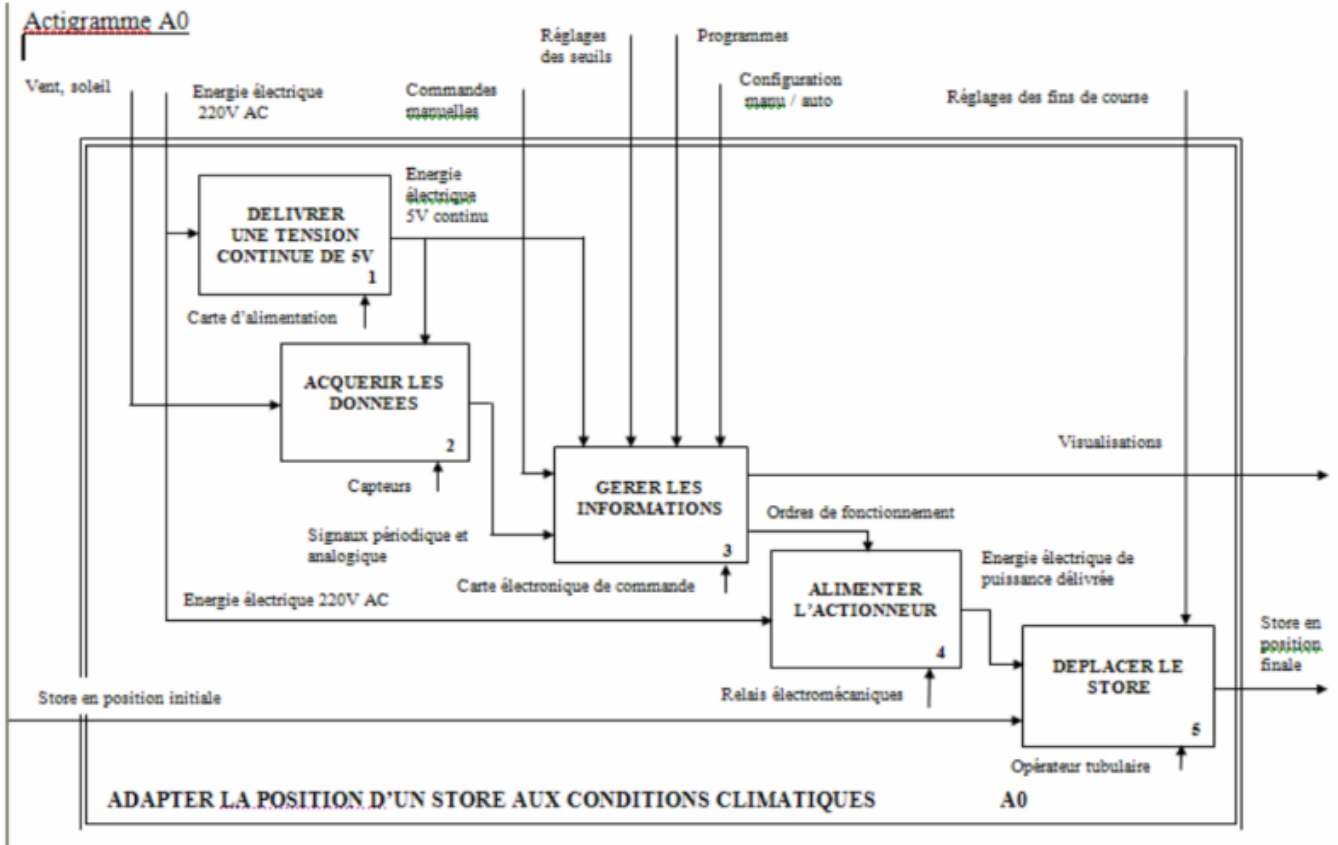 Actigramme A0
Vent, soleil
Energie électrique
220V AC
Commandes
manuelles
Réglages
des seuils
Programmes
Configuration
manu / auto
Réglages des fins de course
Energie
électrique
5V continu
DELIVRER
UNE TENSION
CONTINUE DE 5V
1
Carte d'alimentation
ACQUERIR LES
DONNEES
2
Capteurs
Signaux périodique et
analogique
GERER LES
INFORMATIONS
3
Carte électronique de commande
Visualisations
Ordres de fonctionnement
Energie électrique 220V AC
ALIMENTER
L'ACTIONNEUR
4
Relais électromécaniques
Energie électrique de
puissance délivrée
Store en position initiale
DEPLACER LE
STORE
5
Opérateur tubulaire
Store en
position
finale
ADAPTER LA POSITION D'UN STORE AUX CONDITIONS CLIMATIQUES A0